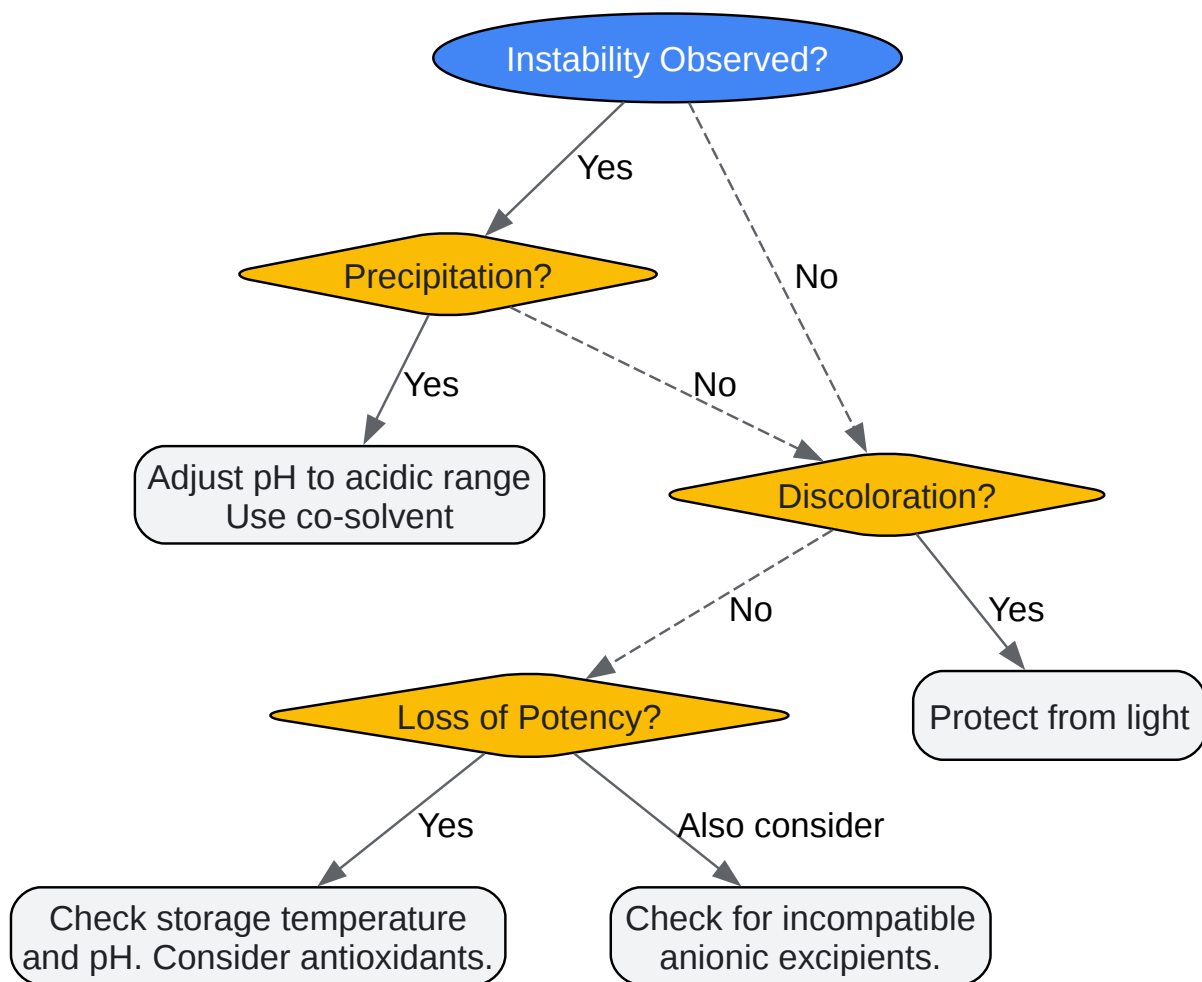 Instability Observed?
Yes
No
Precipitation?
Yes
No
Adjust pH to acidic range
Use co-solvent
Discoloration?
No
Yes
Protect from light
Loss of Potency?
Yes
Also consider
Check storage temperature
and pH. Consider antioxidants.
Check for incompatible
anionic excipients.